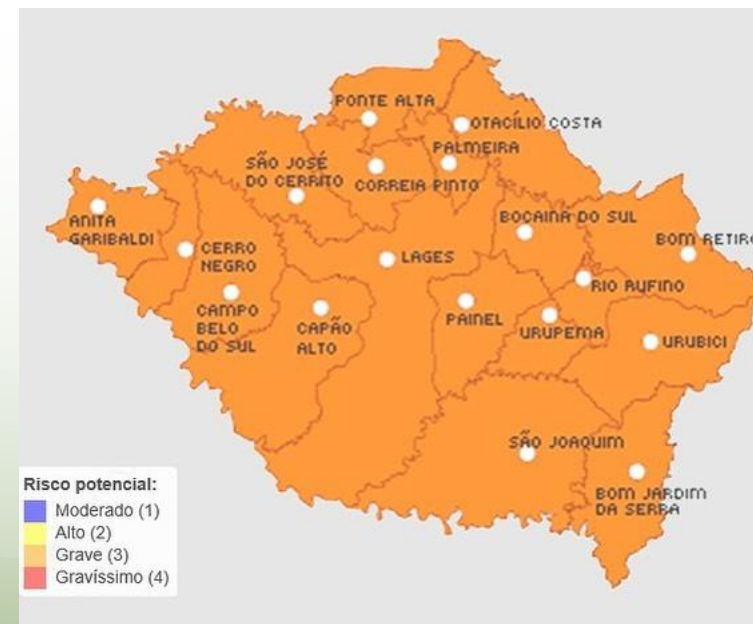 PONTE ALTA
OTACÍLIO COSTA
PALMEIRA
SÃO JOSÉ
DO CERRITO
CORREIA PINTO
ANITA
GARIBALDI
BOCAINA DO SUL
BOM RETIRO
CERRO
NEGRO
LAGES
RIO RUFINO
CAMPO
BELO
DO SUL
CAPÃO
ALTO
PAINEL
URUPEMA
URUBICI
SÃO JOAQUIM
BOM JARDIM
DA SERRA
Risco potencial:
Moderado (1)
Alto (2)
Grave (3)
Gravíssimo (4)